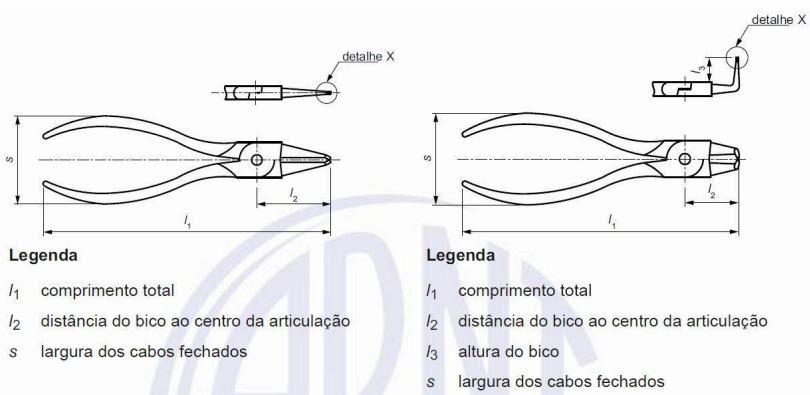 detalhe X
s
l2
l1
Legenda
l1 comprimento total
l2 distância do bico ao centro da articulação
s largura dos cabos fechados
detalhe X
l3
s
l2
l1
Legenda
l1 comprimento total
l2 distância do bico ao centro da articulação
l3 altura do bico
s largura dos cabos fechados
ABNT